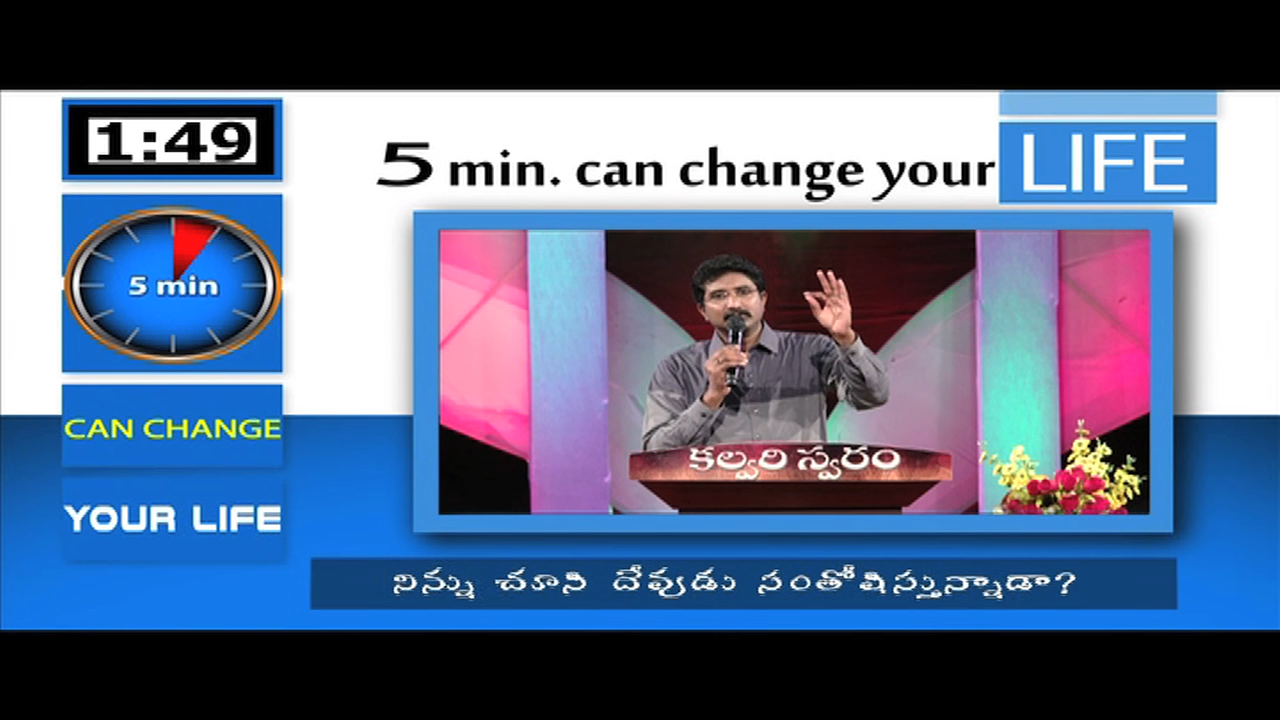 1:49
5 min. can change your LIFE
5 min
CAN CHANGE
YOUR LIFE
కల్వరి స్వరం
నిన్ను చూసి దేవుడు సంతోషిస్తున్నాడా?